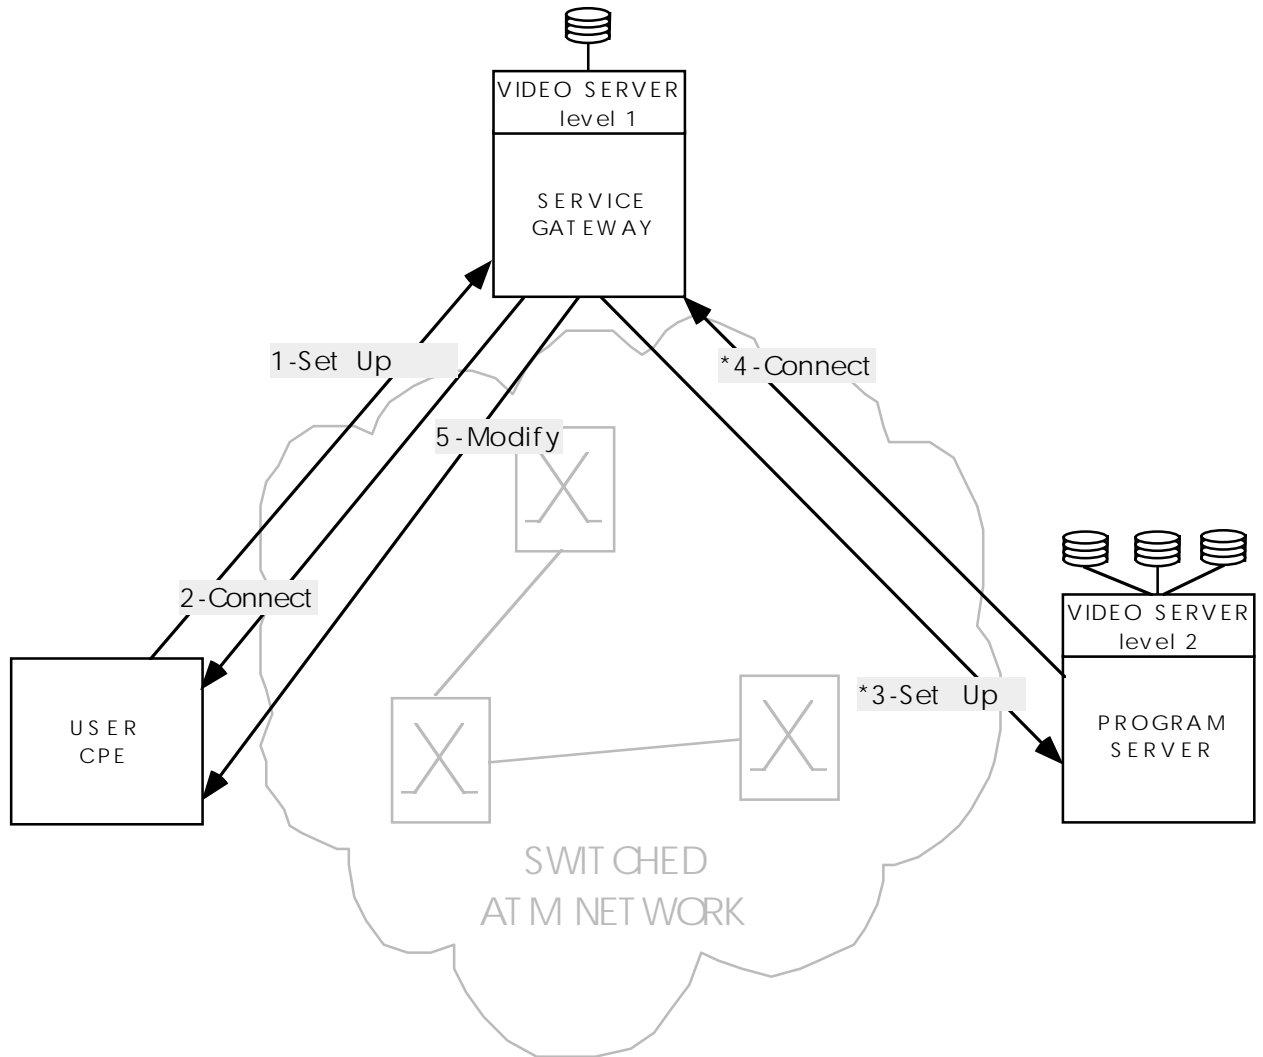 VIDEO SERVER
level 1
SERVICE
GATEWAY
1-Set Up
*4-Connect
5-Modify
2-Connect
VIDEO SERVER
level 2
*3-Set Up
USER
CPE
PROGRAM
SERVER
SWITCHED
ATM NETWORK